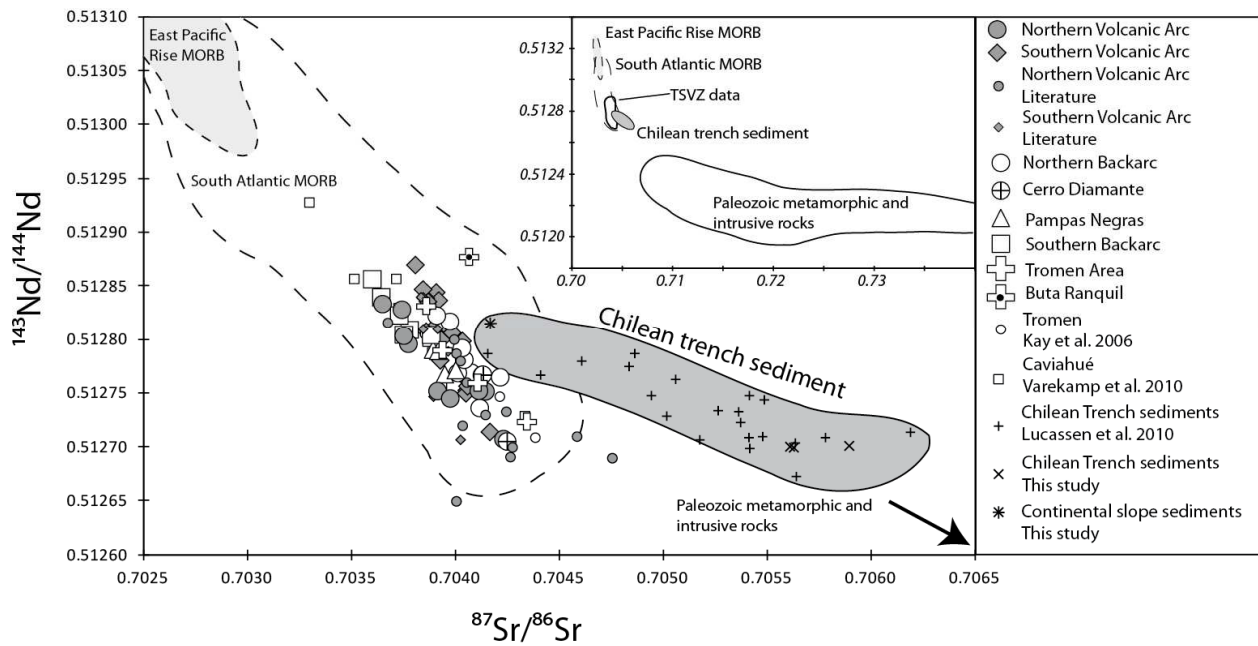 0.51310
0.51305
0.51300
0.51295
0.51290
0.51285
0.51280
0.51275
0.51270
0.51265
0.51260
¹⁴³Nd/¹⁴⁴Nd
0.7025
0.7030
0.7035
0.7040
0.7045
0.7050
0.7055
0.7060
0.7065
⁸⁷Sr/⁸⁶Sr
East Pacific
Rise MORB
South Atlantic MORB
Chilean trench sediment
Paleozoic metamorphic and
intrusive rocks
0.5132
0.5128
0.5124
0.5120
0.70
0.71
0.72
0.73
East Pacific Rise MORB
South Atlantic MORB
TSVZ data
Chilean trench sediment
Paleozoic metamorphic and
intrusive rocks
Northern Volcanic Arc
Southern Volcanic Arc
Northern Volcanic Arc
Literature
Southern Volcanic Arc
Literature
Northern Backarc
Cerro Diamante
Pampas Negras
Southern Backarc
Tromen Area
Buta Ranquil
Tromen
Kay et al. 2006
Caviahué
Varekamp et al. 2010
Chilean Trench sediments
Lucassen et al. 2010
Chilean Trench sediments
This study
Continental slope sediments
This study